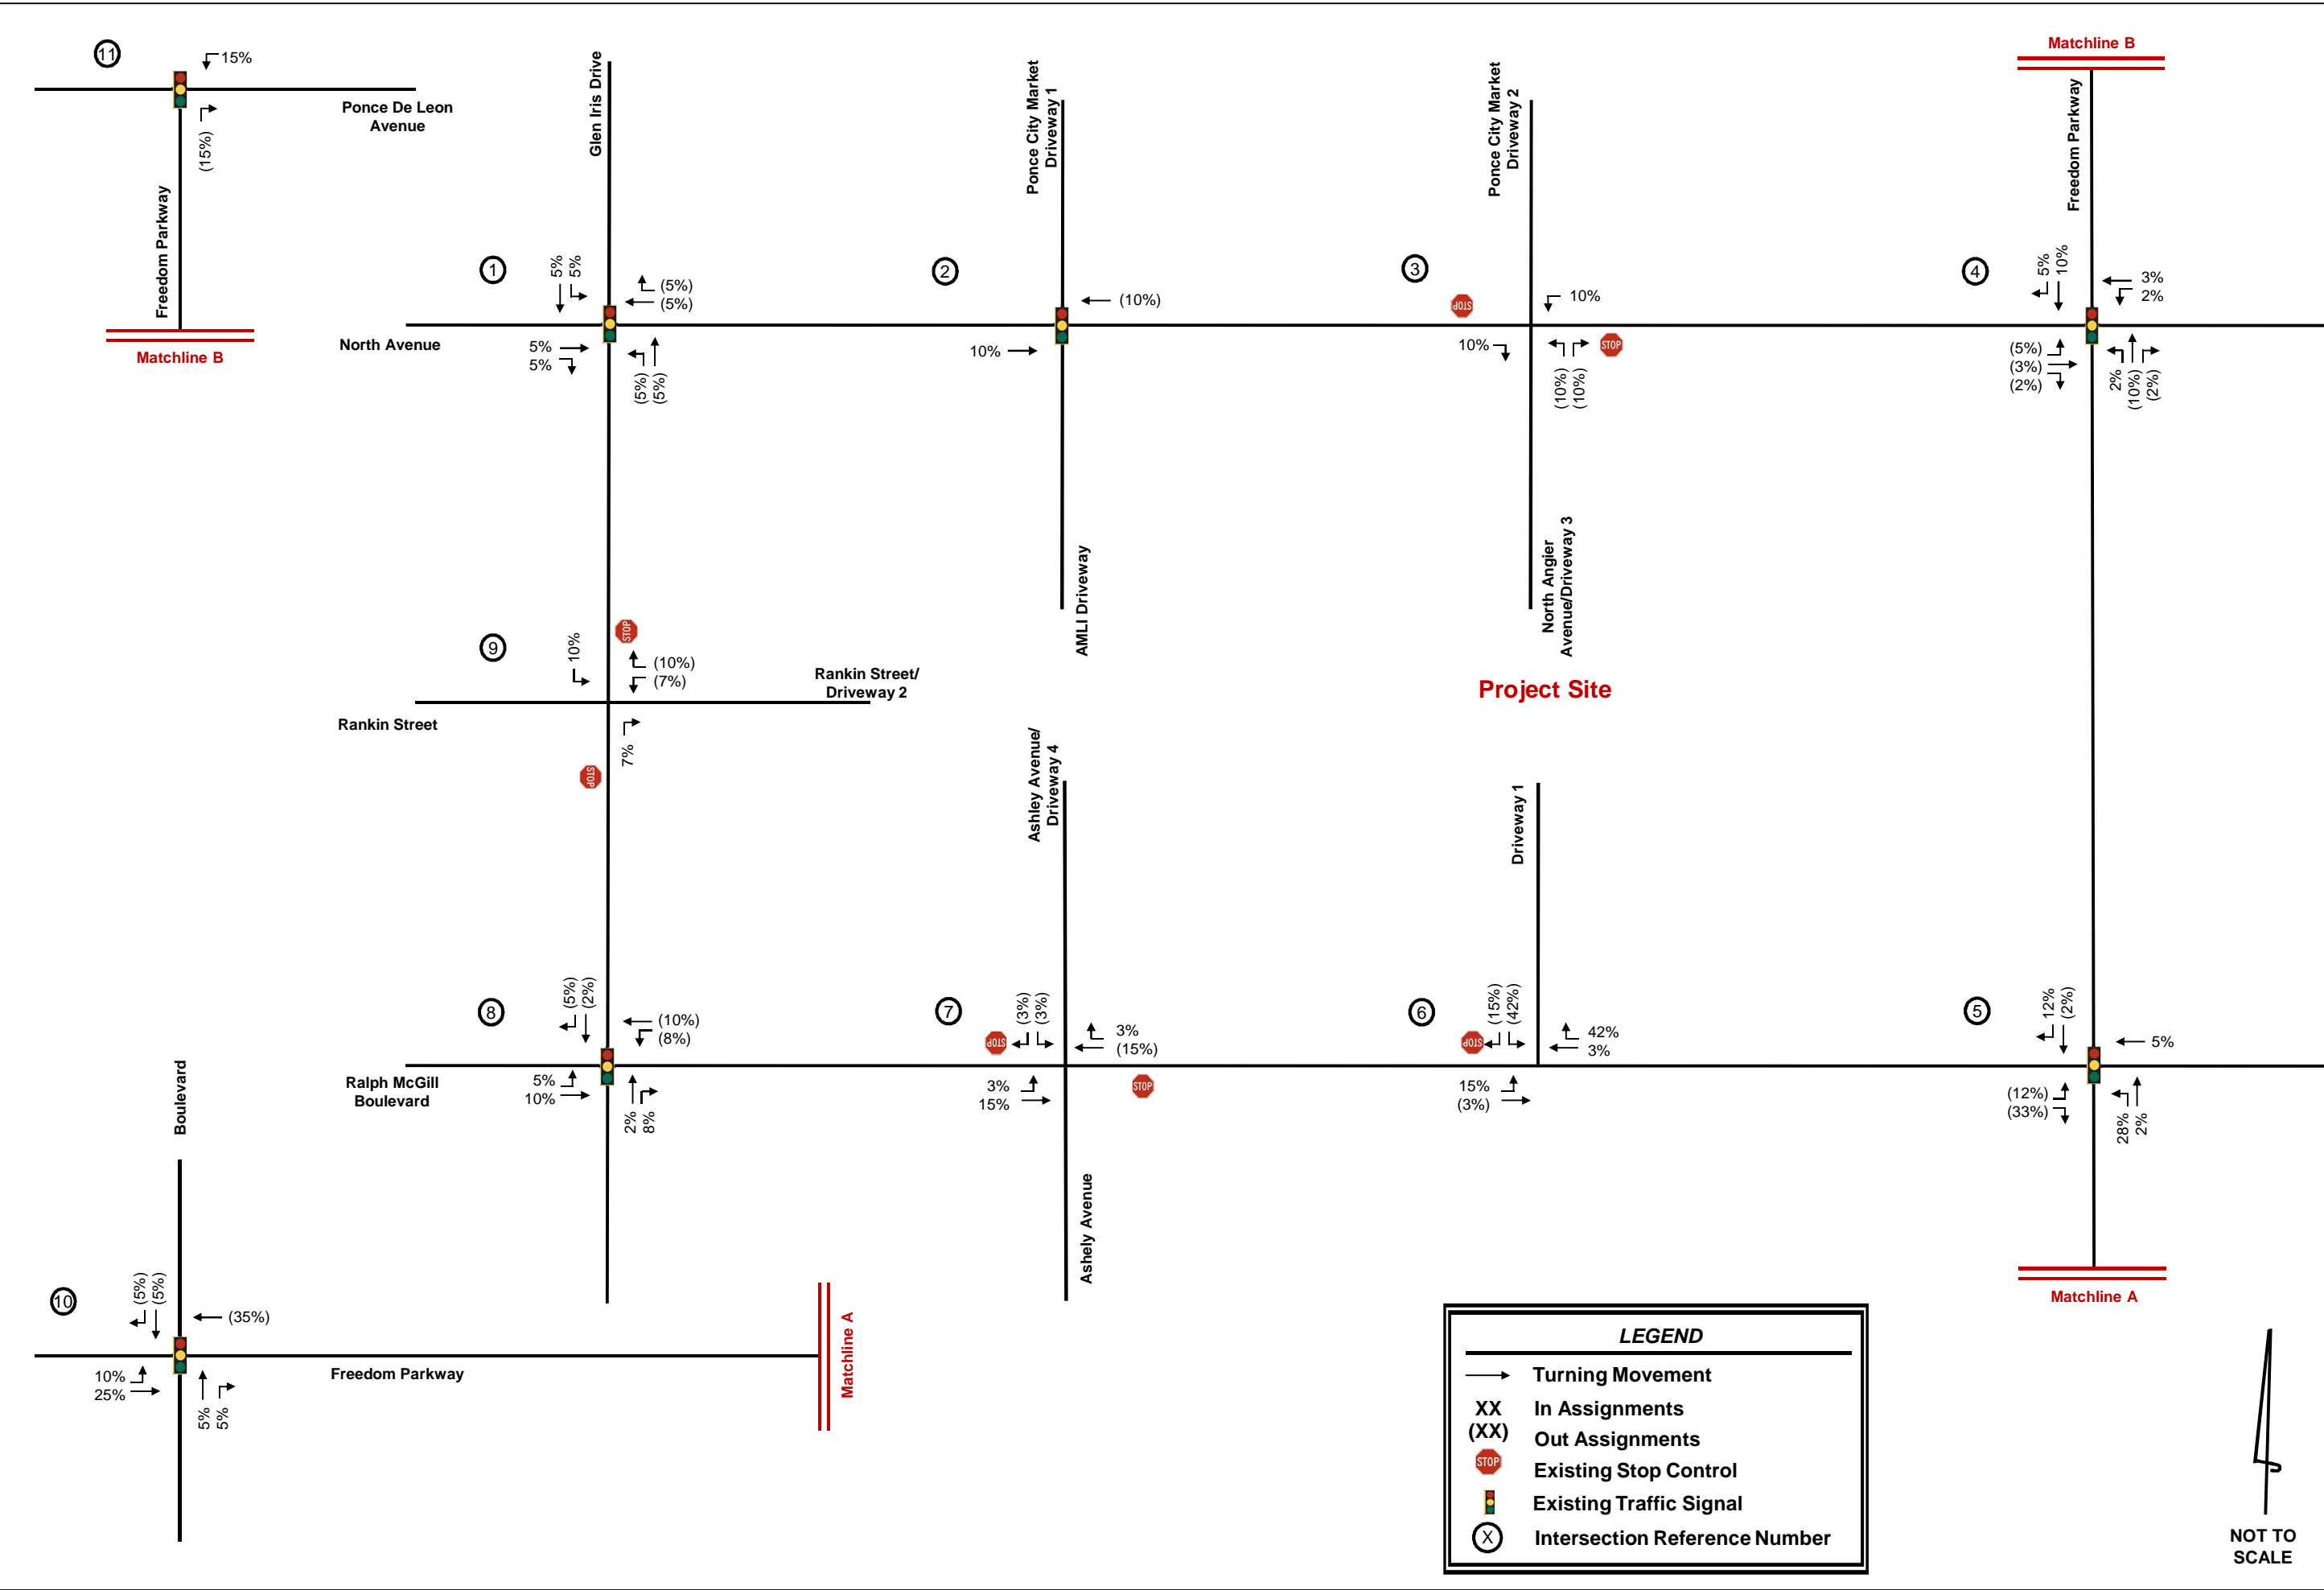 11
15%
Ponce De Leon
Avenue
(15%)
Freedom Parkway
Matchline B
Glen Iris Drive
1
5%
5%
(5%)
(5%)
North Avenue
5%
5%
(5%)
(5%)
Ponce City Market
Driveway 1
2
(10%)
10%
AMLI Driveway
Ponce City Market
Driveway 2
3
STOP
10%
10%
STOP
(10%)
(10%)
North Angier
Avenue/Driveway 3
Matchline B
Freedom Parkway
4
5%
10%
3%
2%
(5%)
(3%)
(2%)
2%
(10%)
(2%)
9
10%
STOP
(10%)
(7%)
Rankin Street/
Driveway 2
Rankin Street
7%
STOP
Project Site
8
(5%)
(2%)
(10%)
(8%)
Ralph McGill
Boulevard
5%
10%
2%
8%
Ashley Avenue/
Driveway 4
7
STOP
(3%)
(3%)
3%
(15%)
3%
15%
STOP
Ashely Avenue
Driveway 1
6
STOP
(15%)
(42%)
42%
3%
15%
(3%)
5
12%
(2%)
5%
(12%)
(33%)
28%
2%
Matchline A
Boulevard
10
(5%)
(5%)
(35%)
10%
25%
5%
5%
Freedom Parkway
Matchline A
LEGEND
Turning Movement
XX In Assignments
(XX) Out Assignments
STOP Existing Stop Control
Existing Traffic Signal
X Intersection Reference Number
NOT TO
SCALE